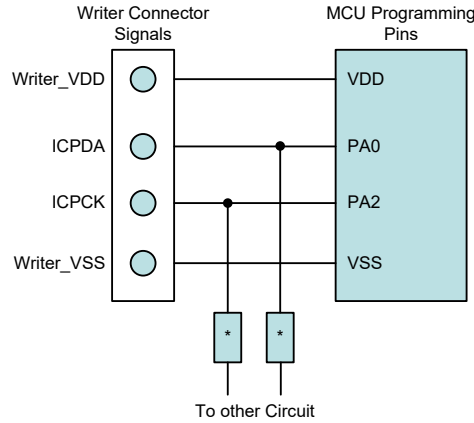 Writer Connector
Signals
MCU Programming
Pins
Writer_VDD
VDD
ICPDA
PA0
ICPCK
PA2
Writer_VSS
VSS
*
*
To other Circuit